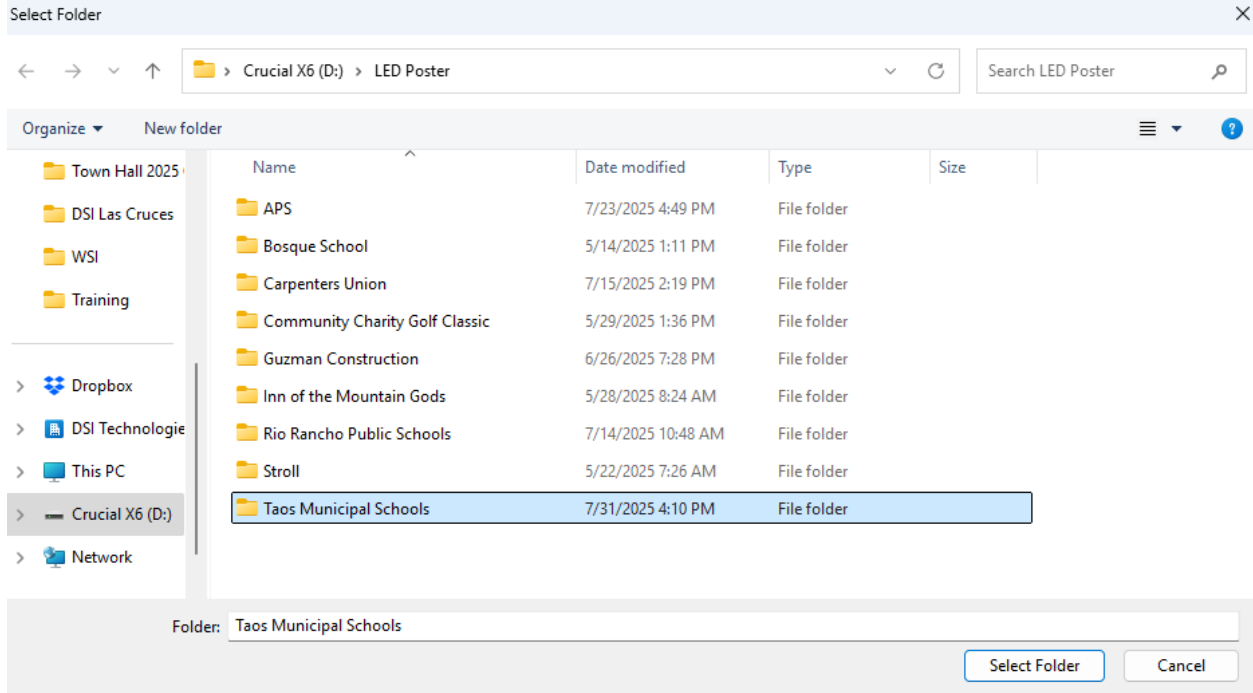 Select Folder
Crucial X6 (D:) > LED Poster
Search LED Poster
Organize
New folder
Town Hall 2025
DSI Las Cruces
WSI
Training
Dropbox
DSI Technologie
This PC
Crucial X6 (D:)
Network
Name Date modified Type Size
APS 7/23/2025 4:49 PM File folder
Bosque School 5/14/2025 1:11 PM File folder
Carpenters Union 7/15/2025 2:19 PM File folder
Community Charity Golf Classic 5/29/2025 1:36 PM File folder
Guzman Construction 6/26/2025 7:28 PM File folder
Inn of the Mountain Gods 5/28/2025 8:24 AM File folder
Rio Rancho Public Schools 7/14/2025 10:48 AM File folder
Stroll 5/22/2025 7:26 AM File folder
Taos Municipal Schools 7/31/2025 4:10 PM File folder
Folder: Taos Municipal Schools
Select Folder
Cancel